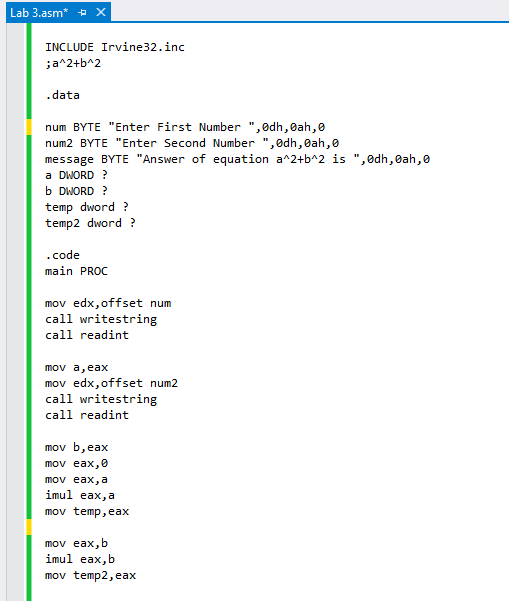 Lab 3.asm*
INCLUDE Irvine32.inc
;a^2+b^2
.data
num BYTE "Enter First Number ",0dh,0ah,0
num2 BYTE "Enter Second Number ",0dh,0ah,0
message BYTE "Answer of equation a^2+b^2 is ",0dh,0ah,0
a DWORD ?
b DWORD ?
temp dword ?
temp2 dword ?
.code
main PROC
mov edx,offset num
call writestring
call readint
mov a,eax
mov edx,offset num2
call writestring
call readint
mov b,eax
mov eax,0
mov eax,a
imul eax,a
mov temp,eax
mov eax,b
imul eax,b
mov temp2,eax